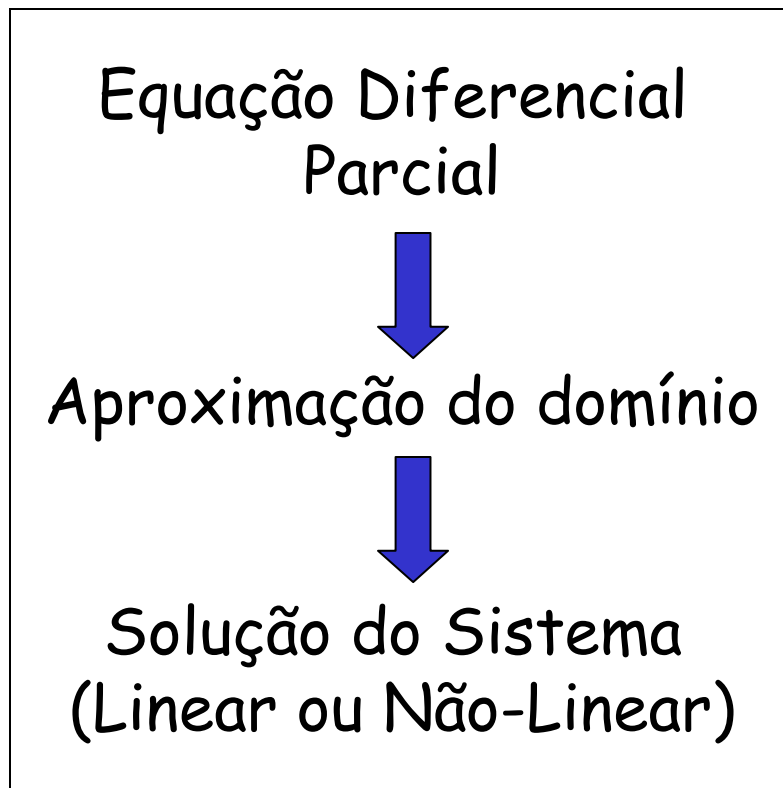 Equação Diferencial
Parcial
Aproximação do domínio
Solução do Sistema
(Linear ou Não-Linear)